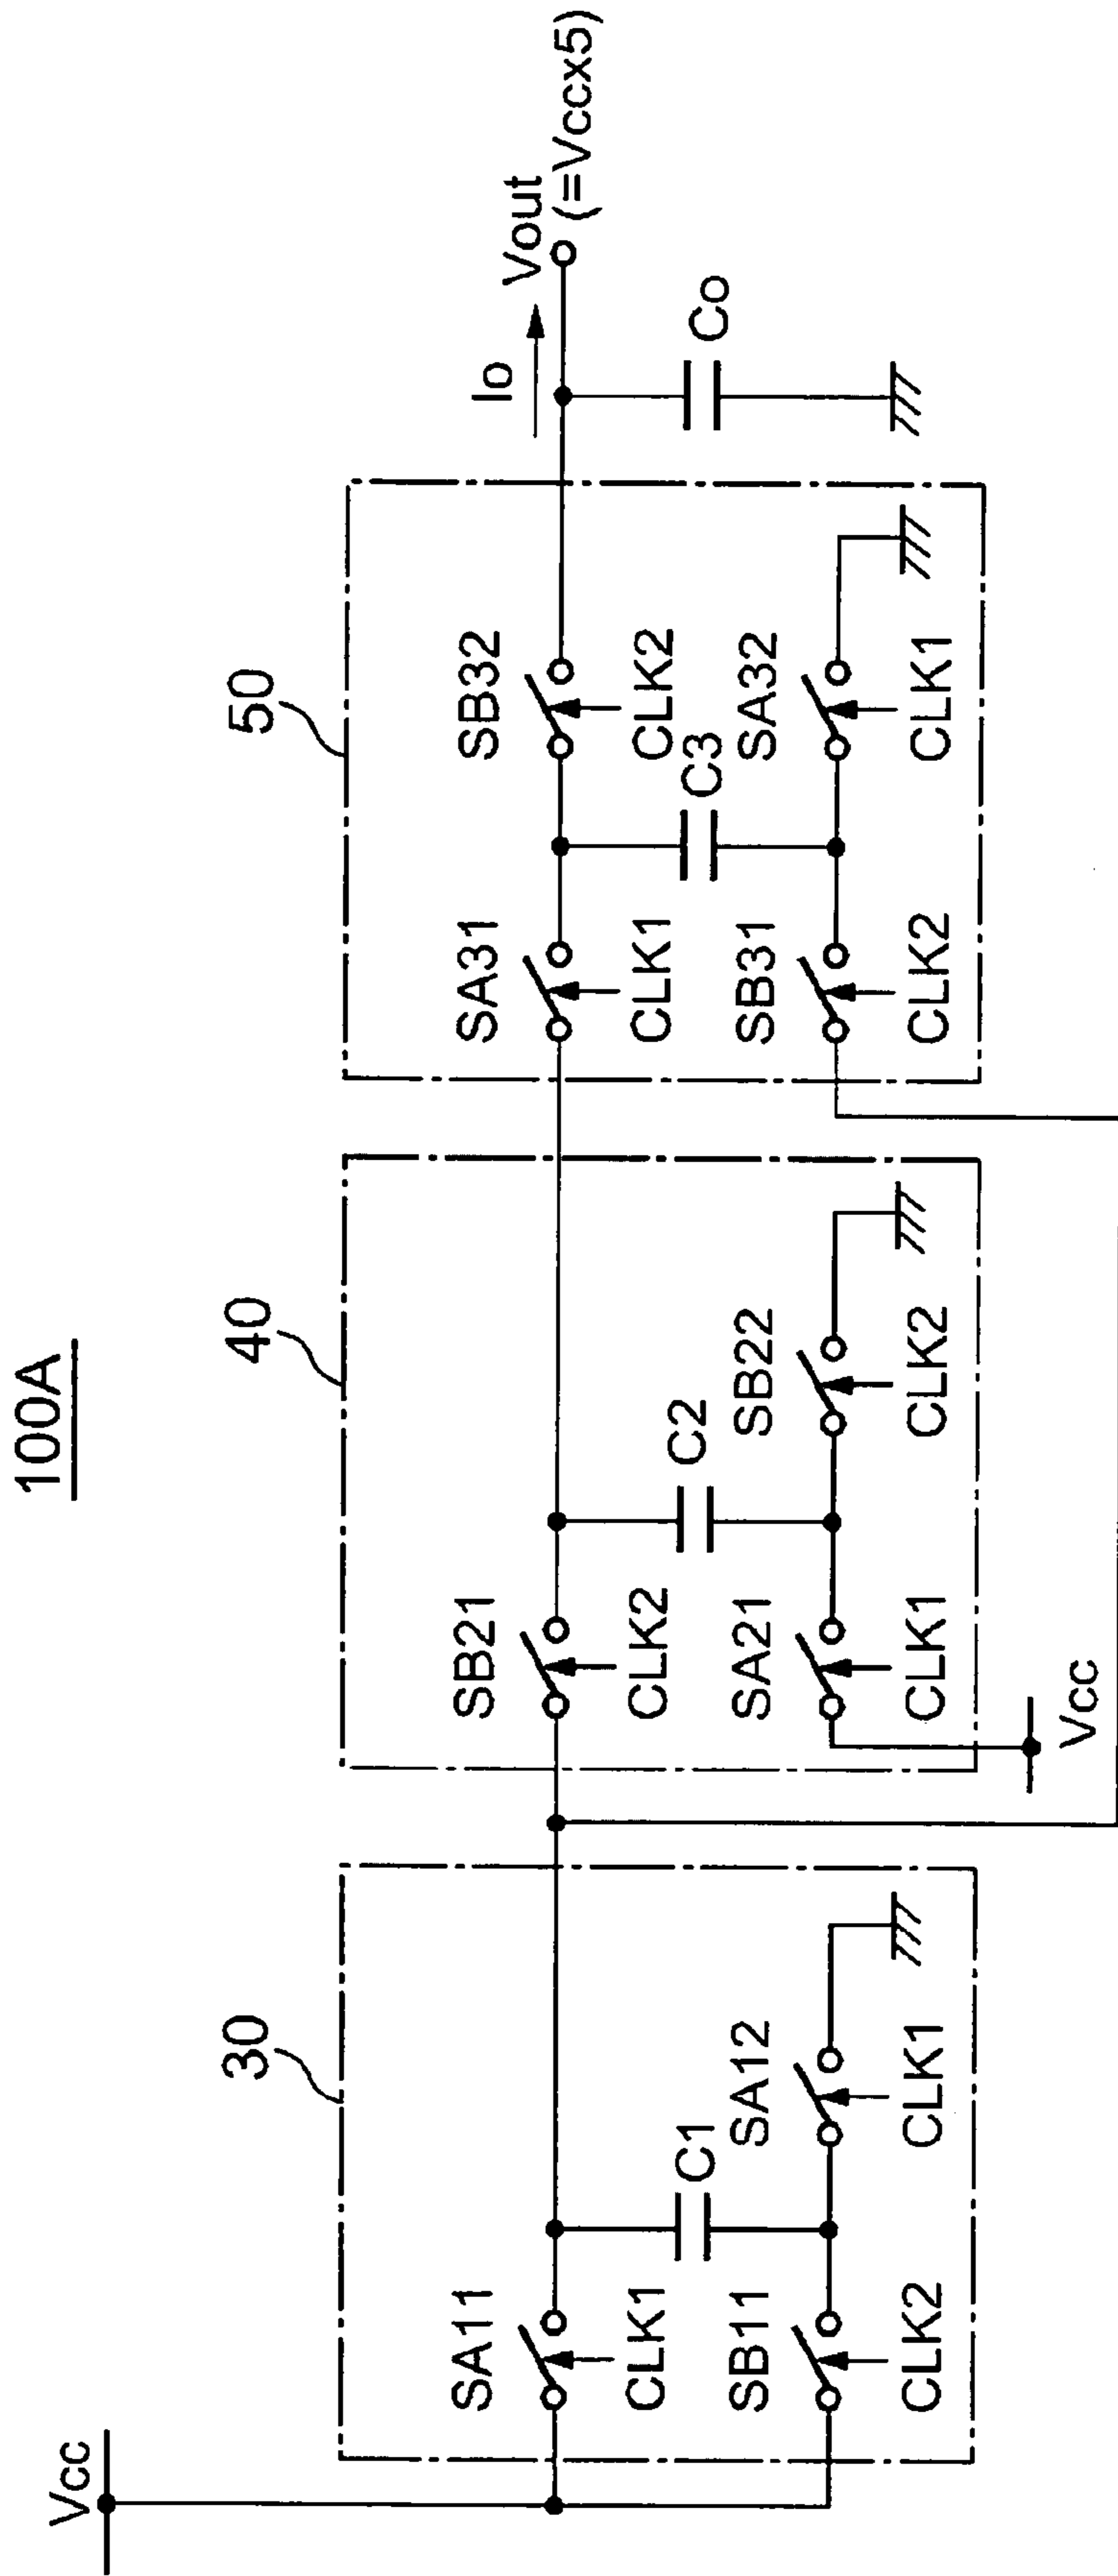 100A
Vcc
30
SA11
CLK1
C1
SB11
CLK2
SA12
CLK1
40
SB21
CLK2
C2
SA21
CLK1
SB22
CLK2
Vcc
50
SA31
CLK1
SB32
CLK2
C3
SB31
CLK2
SA32
CLK1
Io
Vout
(=Vccx5)
Co